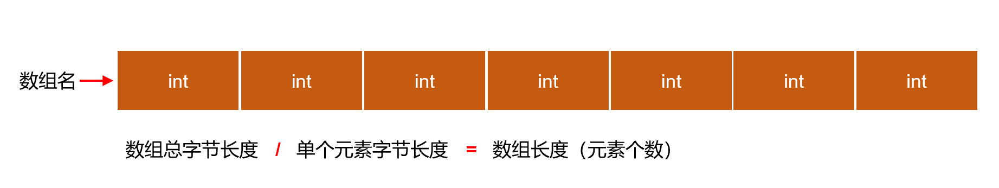 数组名 int int int int int int int
数组总字节长度 / 单个元素字节长度 = 数组长度（元素个数）